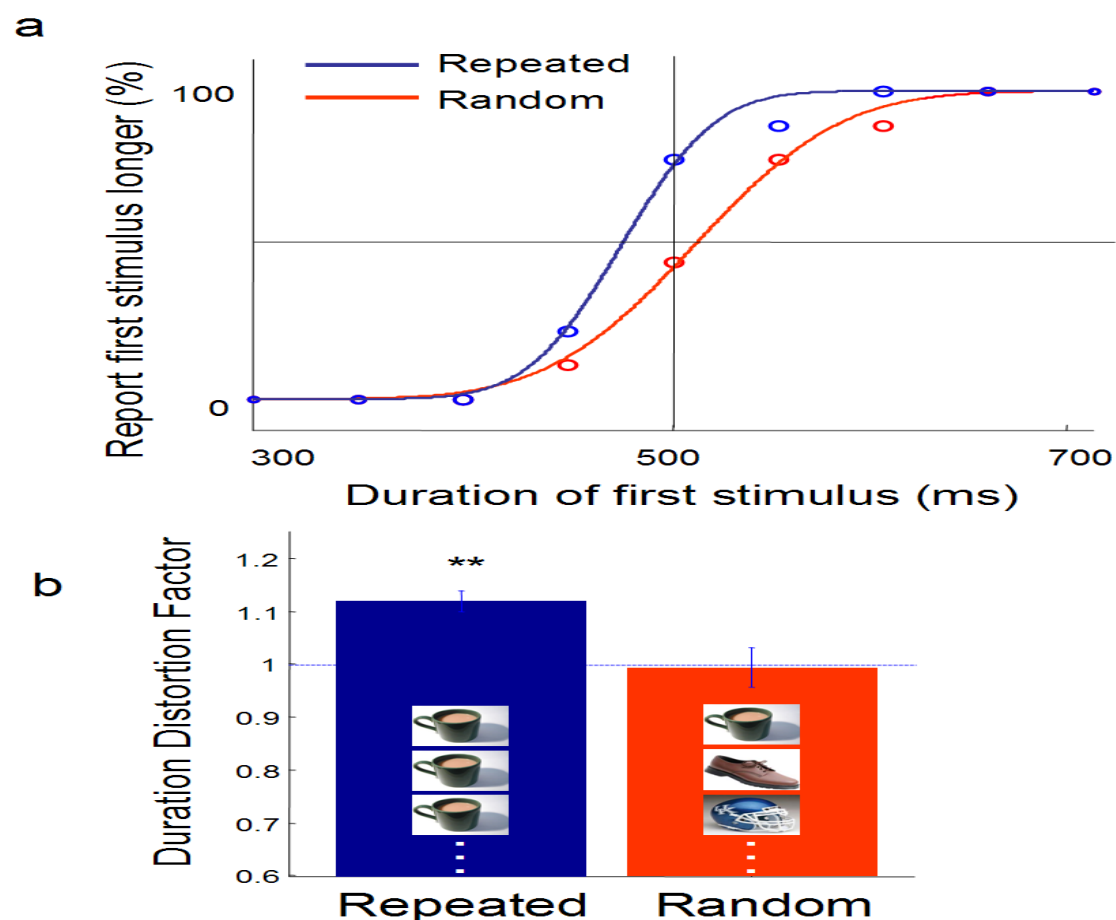 a
Report first stimulus longer (%)
100
0
Repeated
Random
300
500
700
Duration of first stimulus (ms)
b
Duration Distortion Factor
1.2
1.1
1
0.9
0.8
0.7
0.6
**
Repeated
Random